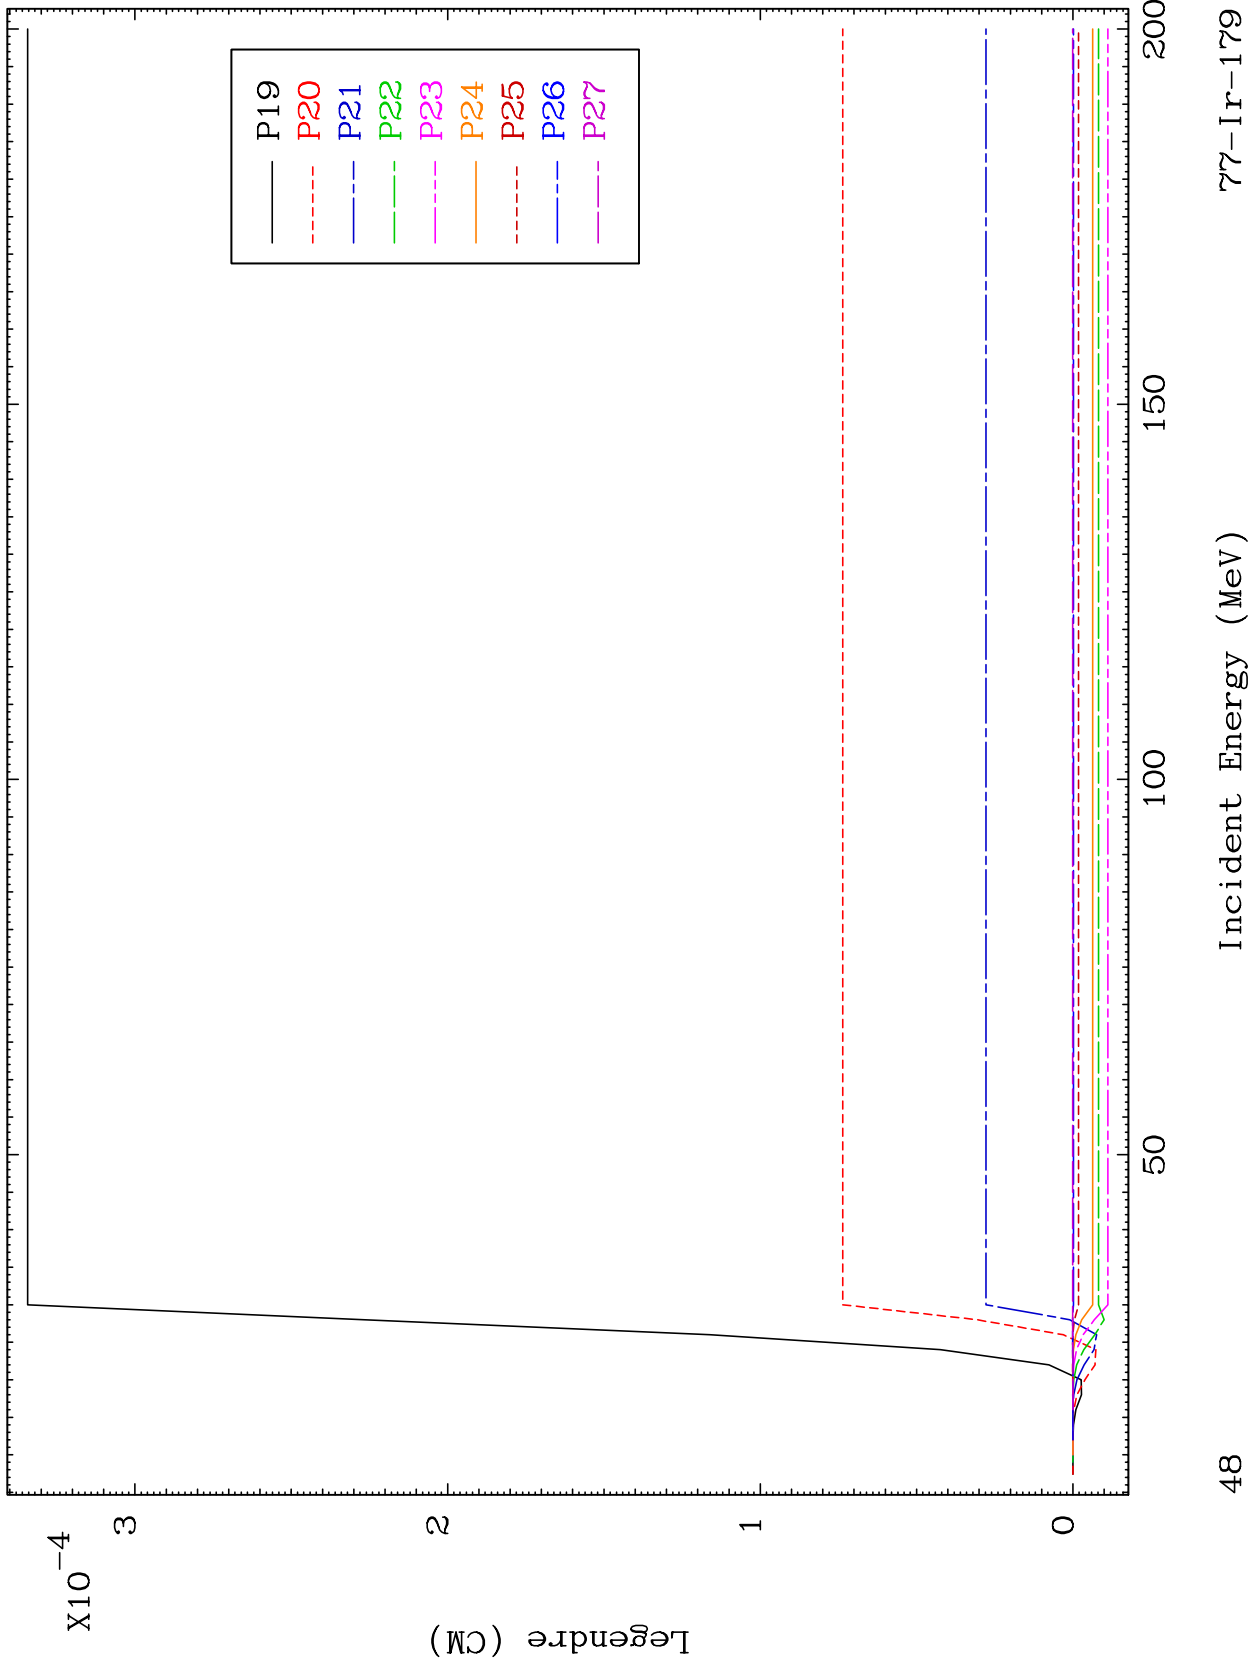 X10-4
3
2
1
0
Legendre (CM)
P19
P20
P21
P22
P23
P24
P25
P26
P27
50
100
150
200
48
Incident Energy (MeV)
77-Ir-179